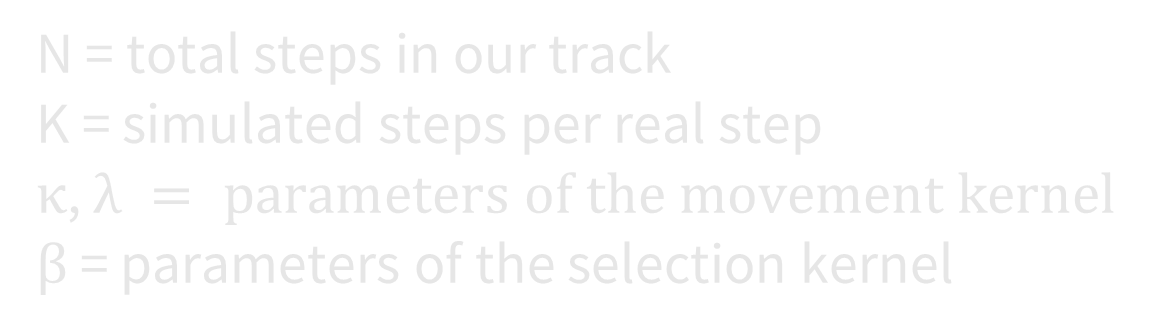 N = total steps in our track
K = simulated steps per real step
κ, λ = parameters of the movement kernel
β = parameters of the selection kernel